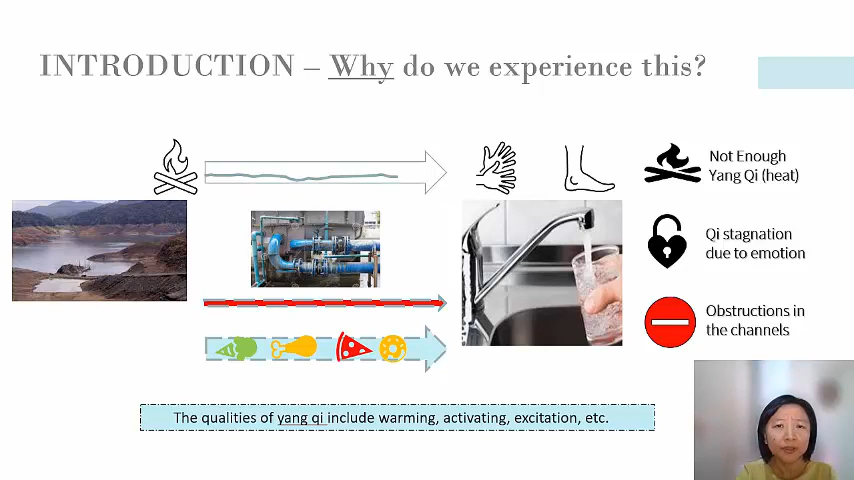 INTRODUCTION – Why do we experience this?
Not Enough
Yang Qi (heat)
Qi stagnation
due to emotion
Obstructions in
the channels
The qualities of yang qi include warming, activating, excitation, etc.